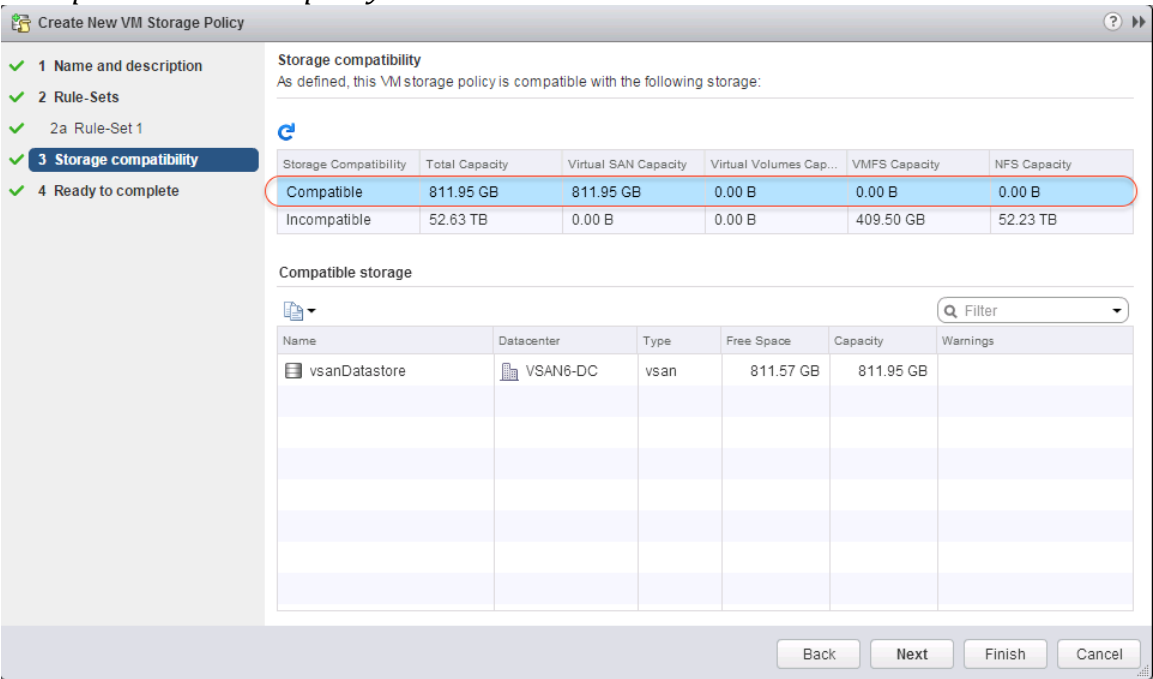 Create New VM Storage Policy
1 Name and description
2 Rule-Sets
2a Rule-Set 1
3 Storage compatibility
4 Ready to complete
Storage compatibility
As defined, this VM storage policy is compatible with the following storage:
Storage Compatibility Total Capacity Virtual SAN Capacity Virtual Volumes Cap... VMFS Capacity NFS Capacity
Compatible 811.95 GB 811.95 GB 0.00 B 0.00 B 0.00 B
Incompatible 52.63 TB 0.00 B 0.00 B 409.50 GB 52.23 TB
Compatible storage
Filter
Name Datacenter Type Free Space Capacity Warnings
vsanDatastore VSAN6-DC vsan 811.57 GB 811.95 GB
Back Next Finish Cancel